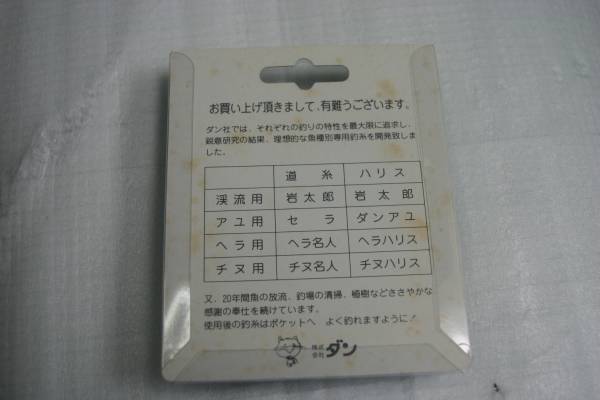 お買い上げ頂きまして、有難うございます。
ダン社では、それぞれの釣りの特性を最大限に追求し、
鋭意研究の結果、理想的な魚種別専用釣糸を開発致しま
した。
道糸 ハリス
渓流用 岩太郎 岩太郎
アユ用 セラ ダンアユ
ヘラ用 ヘラ名人 ヘラハリス
チヌ用 チヌ名人 チヌハリス
又、20年間魚の放流、釣場の清掃、植樹などささやかな
感謝の奉仕を続けています。
使用後の釣糸はポケットへ よく釣れますように!
株式会社 ダン